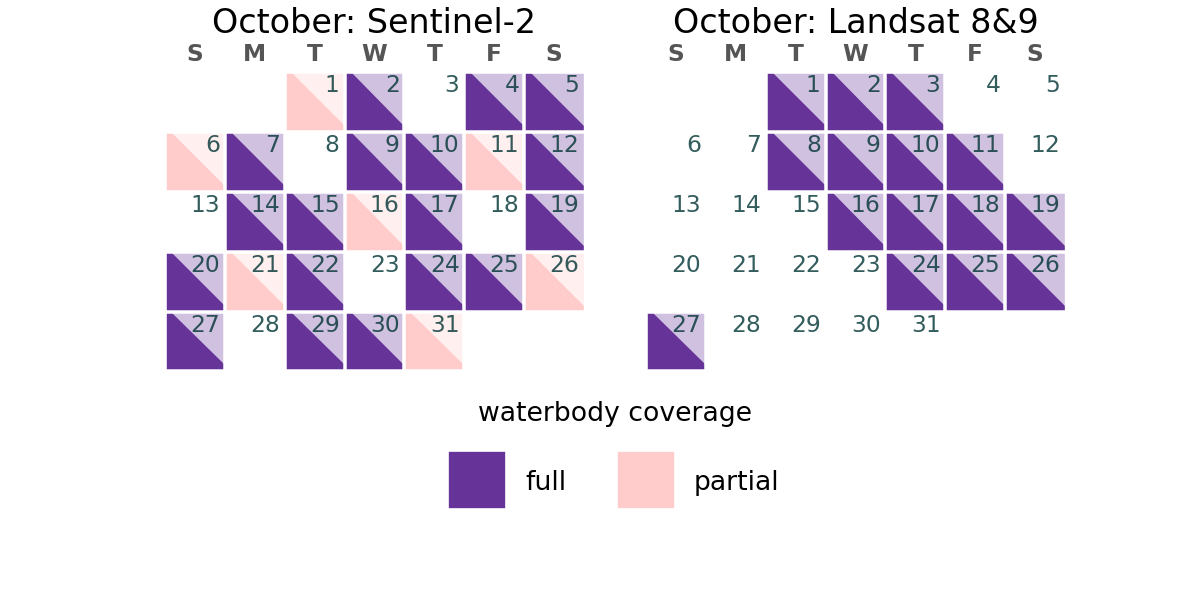 October: Sentinel-2
S M T W T F S
1 2 3 4 5
6 7 8 9 10 11 12
13 14 15 16 17 18 19
20 21 22 23 24 25 26
27 28 29 30 31
October: Landsat 8&9
S M T W T F S
1 2 3 4 5
6 7 8 9 10 11 12
13 14 15 16 17 18 19
20 21 22 23 24 25 26
27 28 29 30 31
waterbody coverage
full partial